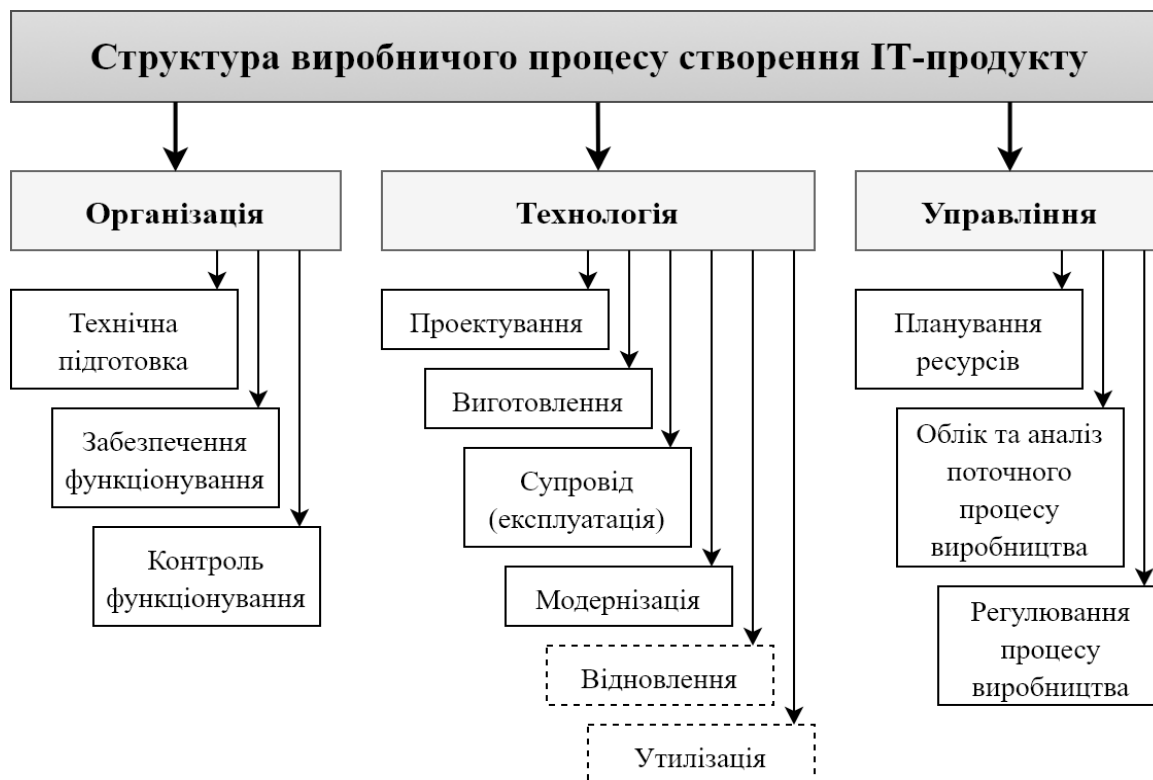 Структура виробничого процесу створення ІТ-продукту
Організація
Технічна
підготовка
Забезпечення
функціонування
Контроль
функціонування
Технологія
Проектування
Виготовлення
Супровід
(експлуатація)
Модернізація
Відновлення
Утилізація
Управління
Планування
ресурсів
Облік та аналіз
поточного
процесу
виробництва
Регулювання
процесу
виробництва